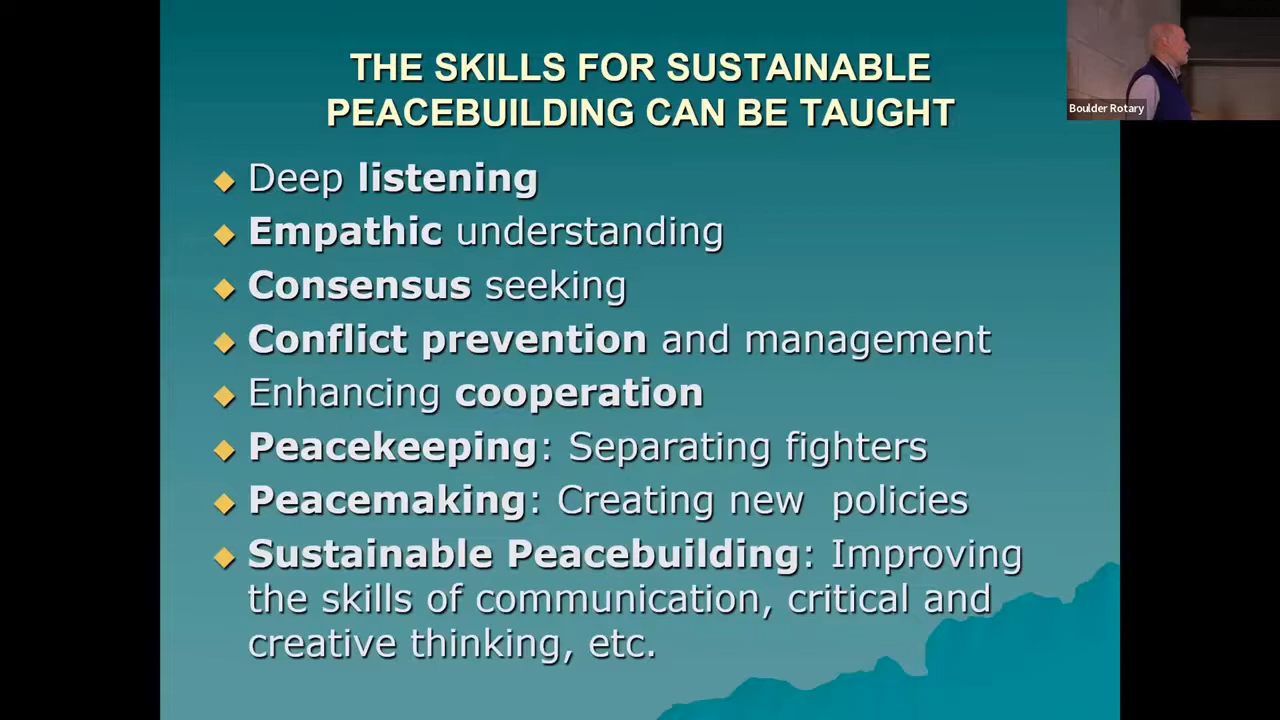 THE SKILLS FOR SUSTAINABLE
PEACEBUILDING CAN BE TAUGHT
Boulder Rotary
Deep listening
Empathic understanding
Consensus seeking
Conflict prevention and management
Enhancing cooperation
Peacekeeping: Separating fighters
Peacemaking: Creating new policies
Sustainable Peacebuilding: Improving
the skills of communication, critical and
creative thinking, etc.